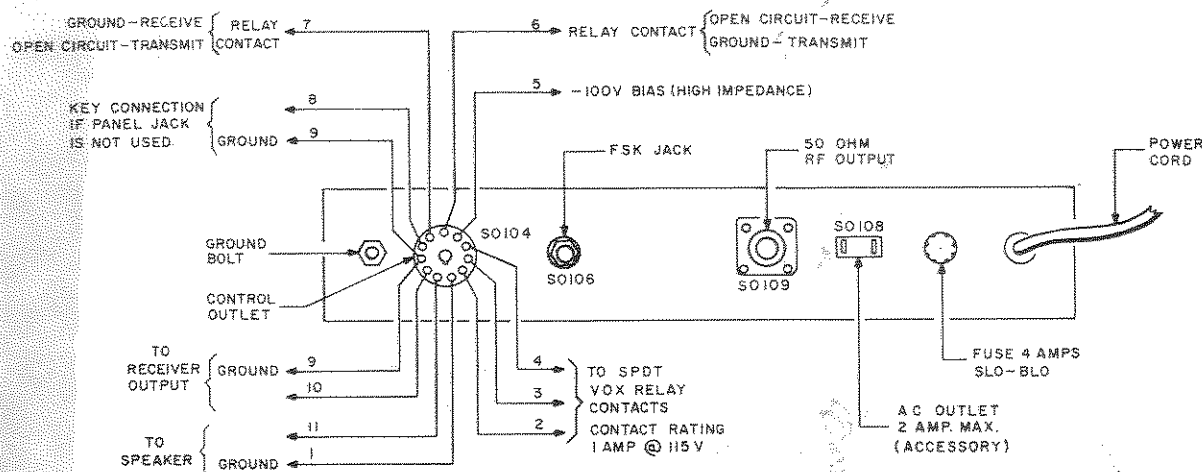 GROUND-RECEIVE
OPEN CIRCUIT-TRANSMIT
RELAY
CONTACT
7
6
RELAY CONTACT
OPEN CIRCUIT-RECEIVE
GROUND-TRANSMIT
KEY CONNECTION
IF PANEL JACK
IS NOT USED
8
GROUND
9
5
-100V BIAS (HIGH IMPEDANCE)
FSK JACK
50 OHM
RF OUTPUT
POWER
CORD
GROUND
BOLT
SO104
SO106
SO109
SO108
CONTROL
OUTLET
TO
RECEIVER
OUTPUT
GROUND
9
10
TO
SPEAKER
11
GROUND
1
4
3
2
TO SPDT
VOX RELAY
CONTACTS
CONTACT RATING
1 AMP @ 115V
FUSE 4 AMPS
SLO-BLO
AC OUTLET
2 AMP. MAX.
(ACCESSORY)